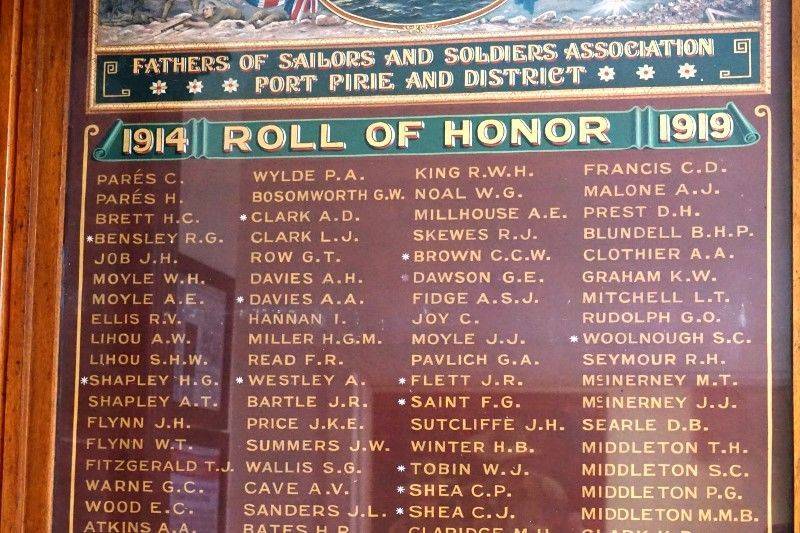 FATHERS OF SAILORS AND SOLDIERS ASSOCIATION
PORT PIRIE AND DISTRICT
1914 ROLL OF HONOR 1919
PARÉS C.
PARÉS H.
BRETT H.C.
*BENSLEY R.G.
JOB J.H.
MOYLE W.H.
MOYLE A.E.
ELLIS R.V.
LIHOU A.W.
LIHOU S.H.W.
*SHAPLEY H.G.
SHAPLEY A.T.
FLYNN J.H.
FLYNN W.T.
FITZGERALD T.J.
WARNE G.C.
WOOD E.C.
ATKINS A.A.
WYLDE P.A.
BOSOMWORTH G.W.
*CLARK A.D.
CLARK L.J.
ROW G.T.
DAVIES A.H.
*DAVIES A.A.
HANNAN I.
MILLER H.G.M.
READ F.R.
*WESTLEY A.
BARTLE J.R.
PRICE J.K.E.
SUMMERS J.W.
WALLIS S.G.
CAVE A.V.
SANDERS J.L.
BATES H.P.
KING R.W.H.
NOAL W.G.
MILLHOUSE A.E.
SKEWES R.J.
*BROWN C.C.W.
DAWSON G.E.
FIDGE A.S.J.
JOY C.
MOYLE J.J.
PAVLICH G.A.
*FLETT J.R.
*SAINT F.G.
SUTCLIFFE J.H.
WINTER H.B.
*TOBIN W.J.
*SHEA C.P.
*SHEA C.J.
CLARIDGE M.H.
FRANCIS C.D.
MALONE A.J.
PREST D.H.
BLUNDELL B.H.P.
CLOTHIER A.A.
GRAHAM K.W.
MITCHELL L.T.
RUDOLPH G.O.
*WOOLNOUGH S.C.
SEYMOUR R.H.
McINERNEY M.T.
McINERNEY J.J.
SEARLE D.B.
MIDDLETON T.H.
MIDDLETON S.C.
MIDDLETON P.G.
MIDDLETON M.M.B.
CLARK